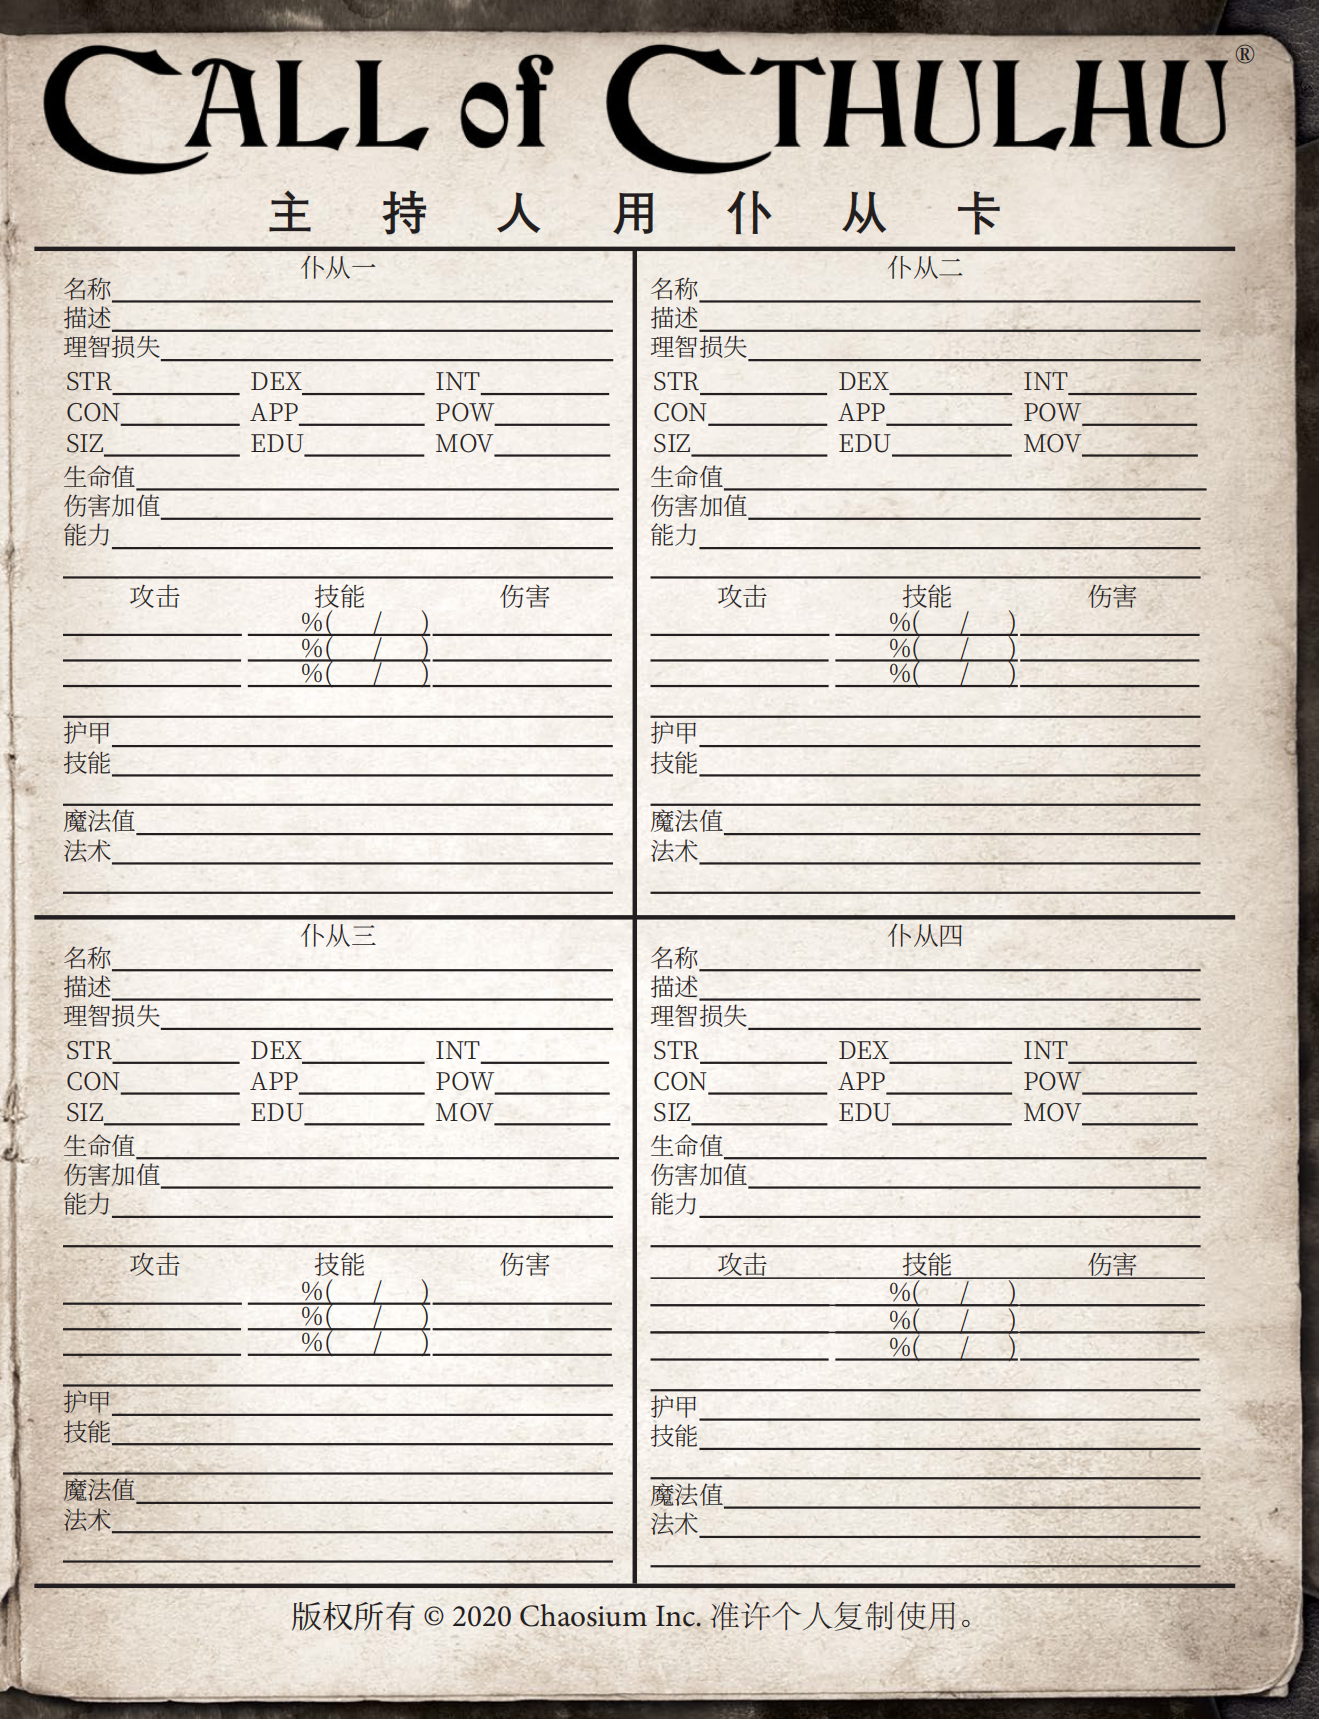 CALL of CTHULHU®
主持人用仆从卡
仆从一
名称
描述
理智损失
STR DEX INT
CON APP POW
SIZ EDU MOV
生命值
伤害加值
能力
攻击 技能 伤害
%( / )
%( / )
%( / )
护甲
技能
魔法值
法术
仆从二
名称
描述
理智损失
STR DEX INT
CON APP POW
SIZ EDU MOV
生命值
伤害加值
能力
攻击 技能 伤害
%( / )
%( / )
%( / )
护甲
技能
魔法值
法术
仆从三
名称
描述
理智损失
STR DEX INT
CON APP POW
SIZ EDU MOV
生命值
伤害加值
能力
攻击 技能 伤害
%( / )
%( / )
%( / )
护甲
技能
魔法值
法术
仆从四
名称
描述
理智损失
STR DEX INT
CON APP POW
SIZ EDU MOV
生命值
伤害加值
能力
攻击 技能 伤害
%( / )
%( / )
%( / )
护甲
技能
魔法值
法术
版权所有 © 2020 Chaosium Inc. 准许个人复制使用。